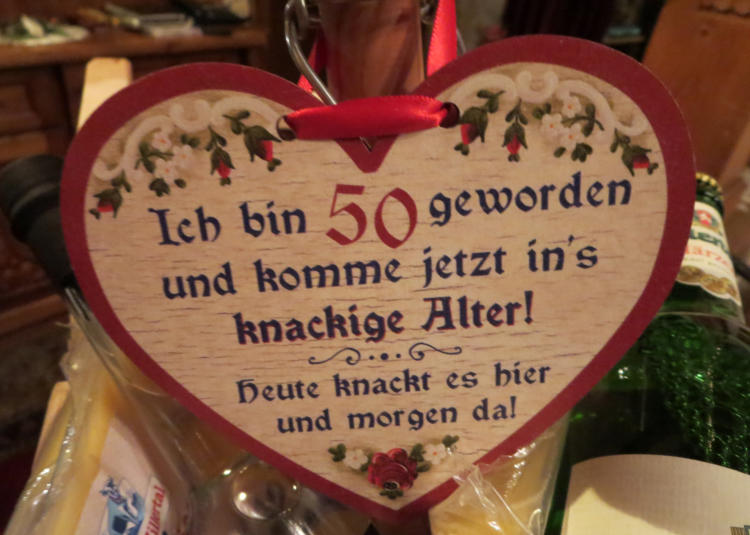 Ich bin 50 geworden
und komme jetzt in's
knackige Alter!
Heute knackt es hier
und morgen da!